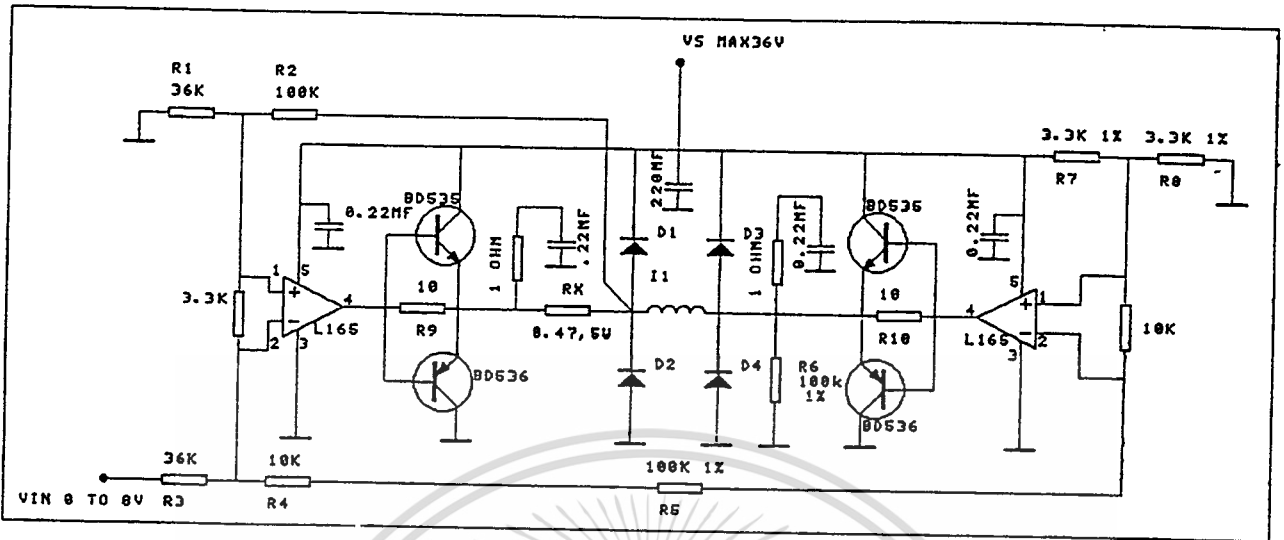 VS MAX36V
R1
36K
R2
100K
3.3K 1%
R7
3.3K 1%
R8
0.22MF
BD535
1 OHM
.22MF
220MF
D1
D3
I1
1 OHM
0.22MF
BD535
0.22MF
1
5
+
-
2
3
4
L165
3.3K
10
R9
RX
0.47,5W
BD536
D2
D4
R6
100k
1%
10
R10
BD536
4
5
1
+
-
2
3
L165
10K
36K
R3
10K
R4
100K 1%
R5
VIN 0 TO 8V